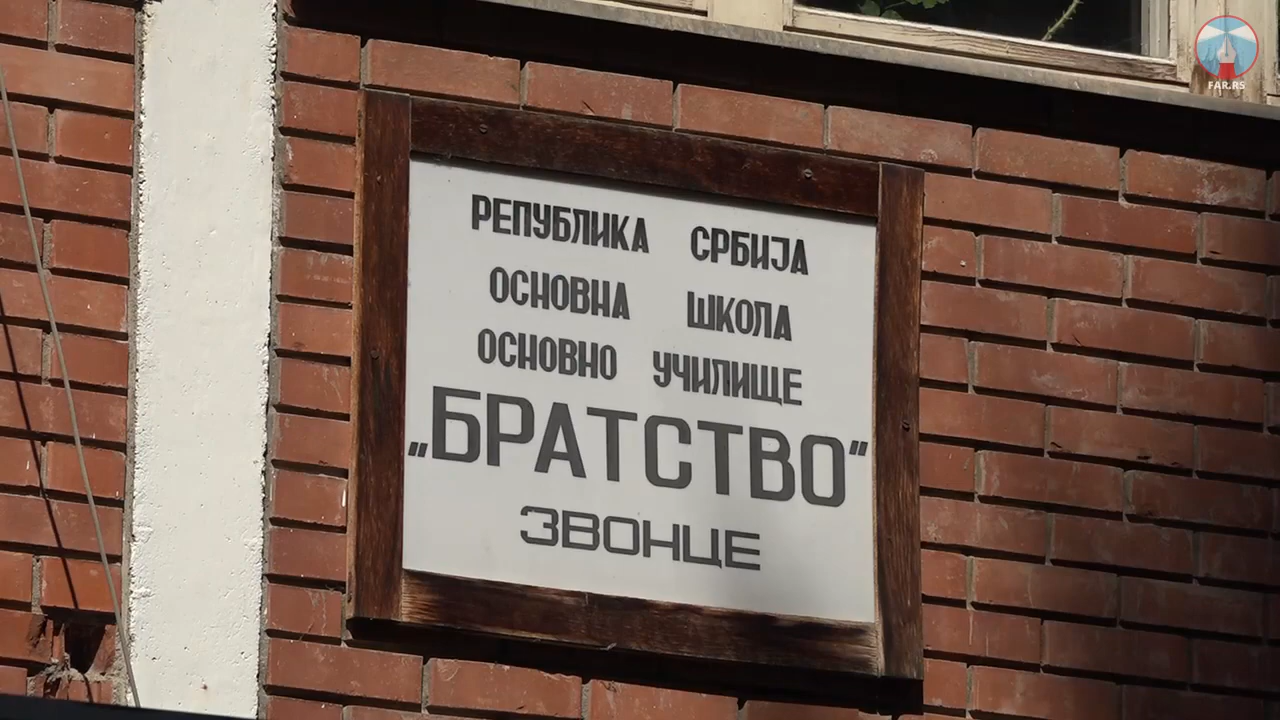 FAR.RS
РЕПУБЛИКА СРБИЈА
ОСНОВНА ШКОЛА
ОСНОВНО УЧИЛИЩЕ
„БРАТСТВО“
ЗВОНЦЕ